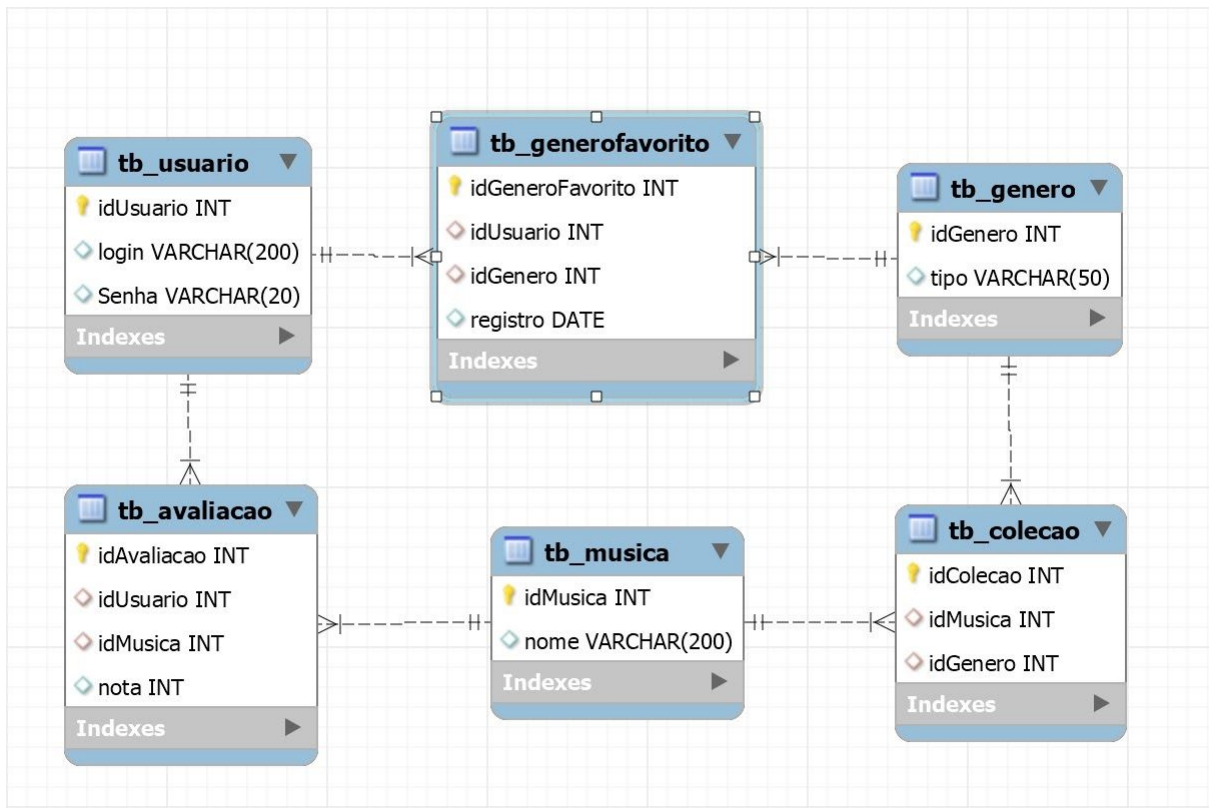 tb_usuario
idUsuario INT
login VARCHAR(200)
Senha VARCHAR(20)
Indexes
tb_generofavorito
idGeneroFavorito INT
idUsuario INT
idGenero INT
registro DATE
Indexes
tb_genero
idGenero INT
tipo VARCHAR(50)
Indexes
tb_avaliacao
idAvaliacao INT
idUsuario INT
idMusica INT
nota INT
Indexes
tb_musica
idMusica INT
nome VARCHAR(200)
Indexes
tb_colecao
idColecao INT
idMusica INT
idGenero INT
Indexes